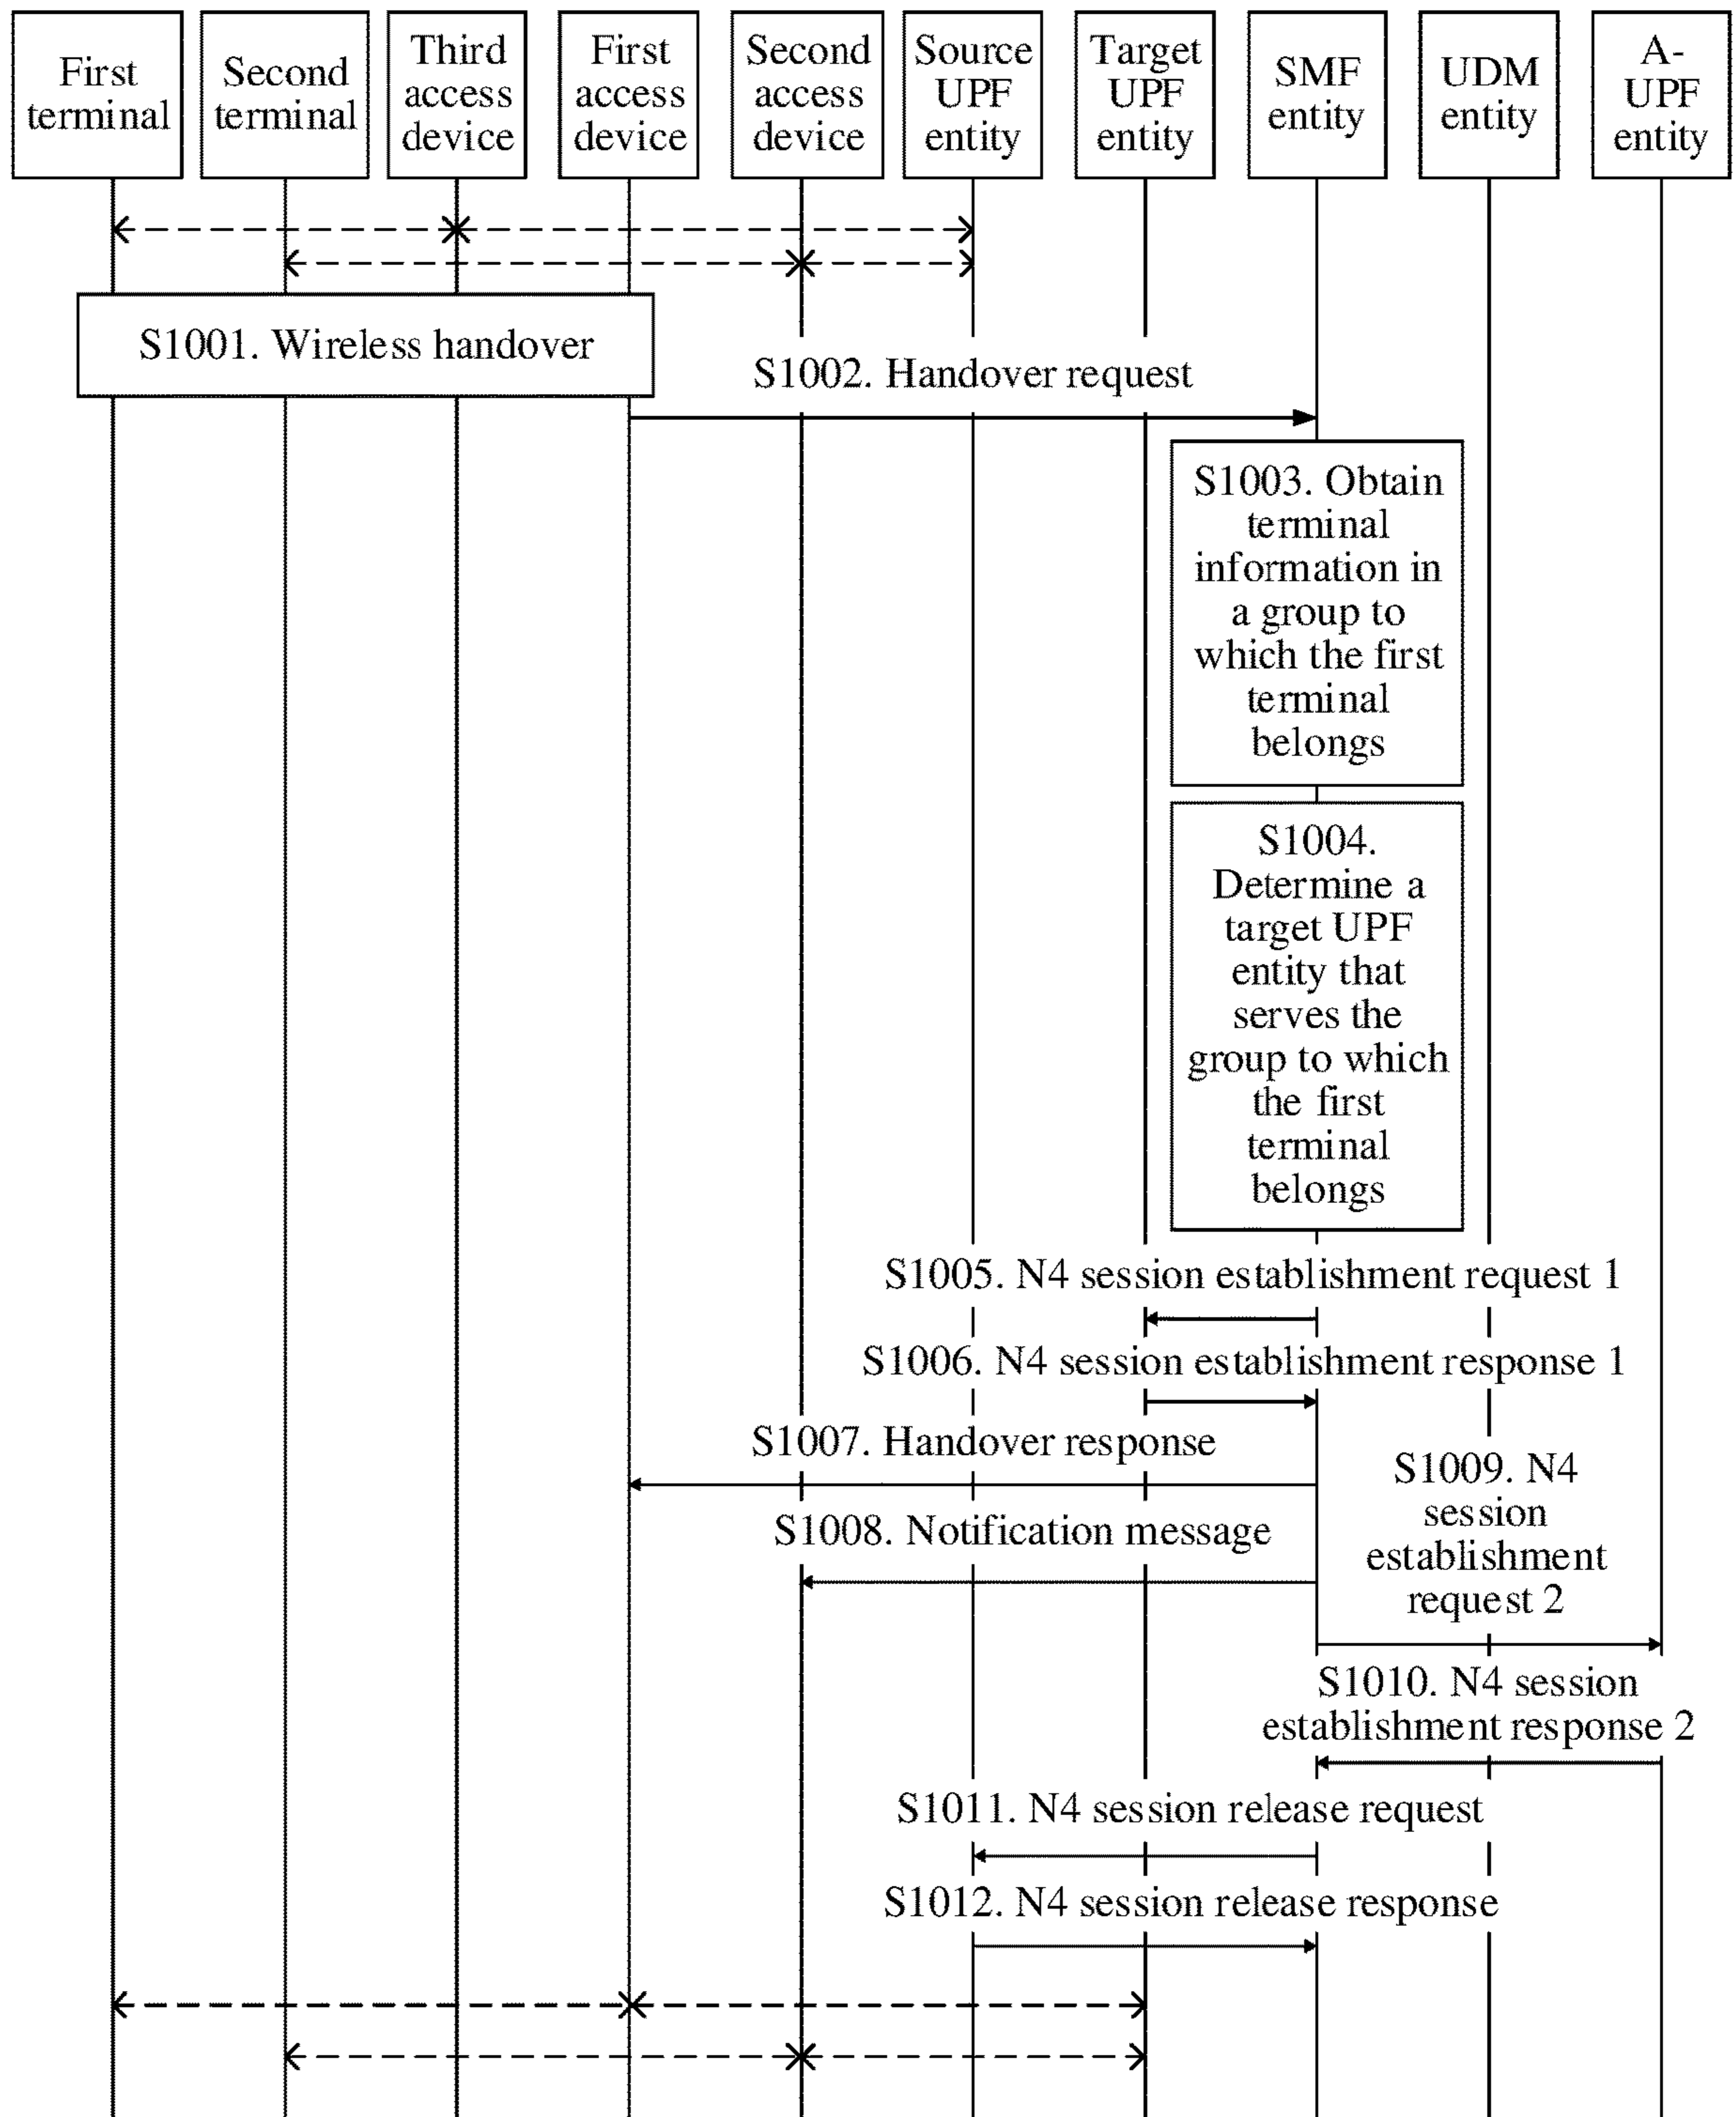 First
terminal
Second
terminal
Third
access
device
First
access
device
Second
access
device
Source
UPF
entity
Target
UPF
entity
SMF
entity
UDM
entity
A-
UPF
entity
S1001. Wireless handover
S1002. Handover request
S1003. Obtain
terminal
information in
a group to
which the first
terminal
belongs
S1004.
Determine a
target UPF
entity that
serves the
group to which
the first
terminal
belongs
S1005. N4 session establishment request 1
S1006. N4 session establishment response 1
S1007. Handover response
S1008. Notification message
S1009. N4
session
establishment
request 2
S1010. N4 session
establishment response 2
S1011. N4 session release request
S1012. N4 session release response